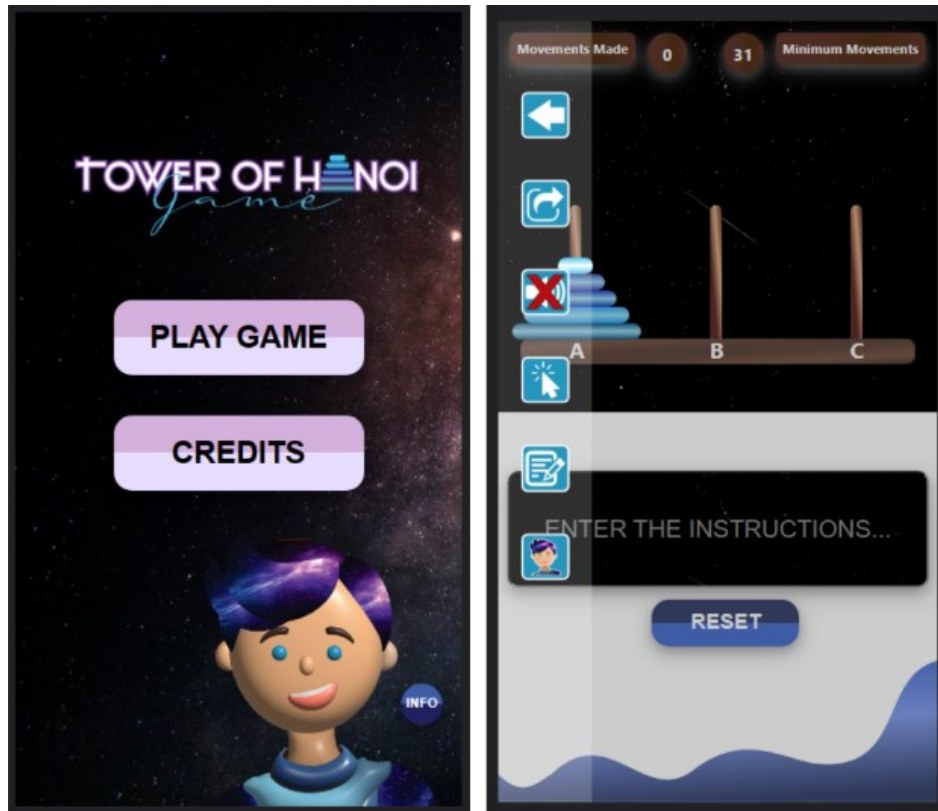 TOWER OF HANOI
Game
PLAY GAME
CREDITS
INFO
Movements Made
0
31
Minimum Movements
A
B
C
ENTER THE INSTRUCTIONS...
RESET